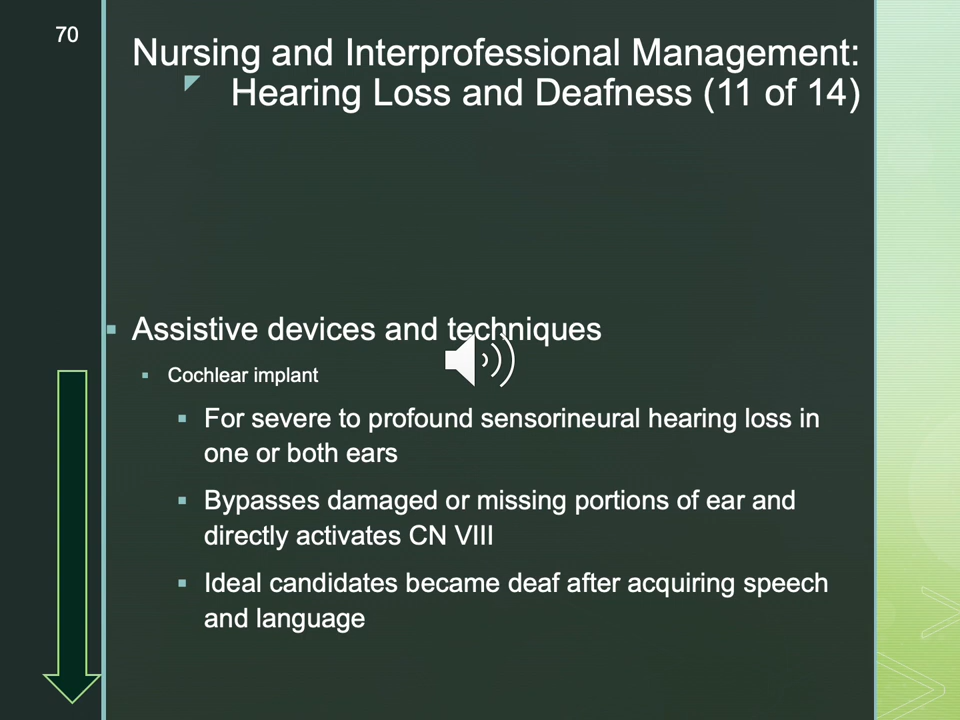 70
Nursing and Interprofessional Management:
Hearing Loss and Deafness (11 of 14)
Assistive devices and techniques
Cochlear implant
For severe to profound sensorineural hearing loss in
one or both ears
Bypasses damaged or missing portions of ear and
directly activates CN VIII
Ideal candidates became deaf after acquiring speech
and language